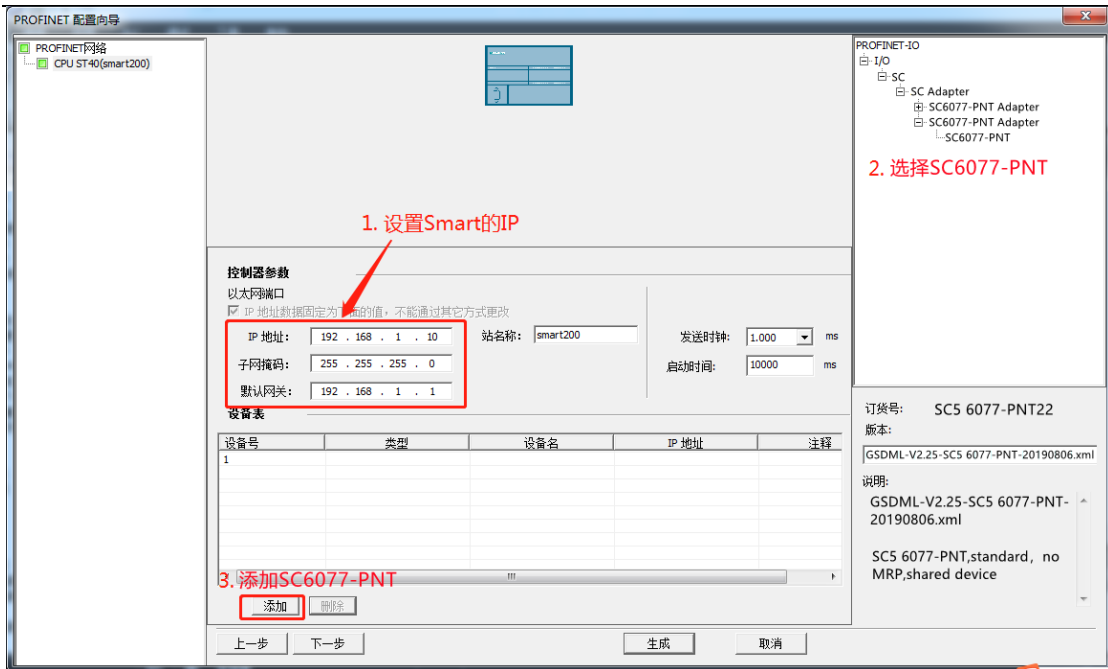 PROFINET 配置向导
PROFINET网络
CPU ST40(smart200)
PROFINET-IO
I/O
SC
SC Adapter
SC6077-PNT Adapter
SC6077-PNT Adapter
SC6077-PNT
2. 选择SC6077-PNT
1. 设置Smart的IP
控制器参数
以太网端口
IP 地址数据固定为下面的值，不能通过其它方式更改
IP 地址: 192 . 168 . 1 . 10 站名称: smart200 发送时钟: 1.000 ms
子网掩码: 255 . 255 . 255 . 0 启动时间: 10000 ms
默认网关: 192 . 168 . 1 . 1
设备表
设备号 类型 设备名 IP 地址 注释
1
3. 添加SC6077-PNT
添加 删除
上一步 下一步 生成 取消
订货号: SC5 6077-PNT22
版本:
GSDML-V2.25-SC5 6077-PNT-20190806.xml
说明:
GSDML-V2.25-SC5 6077-PNT-
20190806.xml
SC5 6077-PNT,standard，no
MRP,shared device